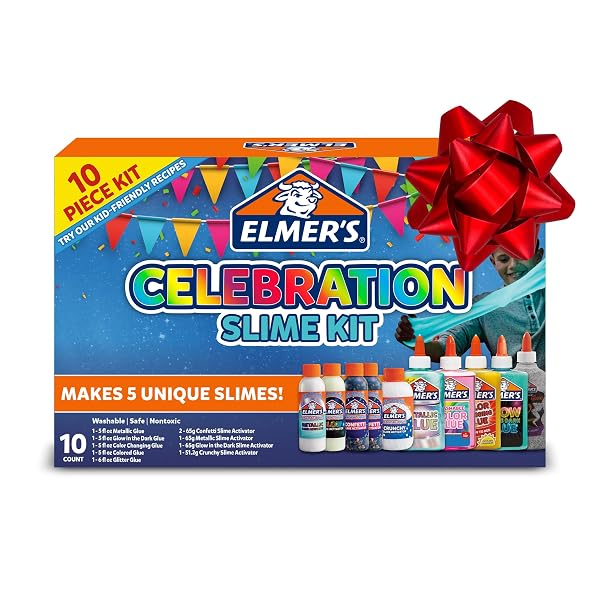 10
PIECE KIT
TRY OUR KID-FRIENDLY RECIPES
ELMER'S
ELMER'S®
CELEBRATION
SLIME KIT
MAKES 5 UNIQUE SLIMES!
Washable | Safe | Nontoxic
10
COUNT
1 - 5 fl oz Metallic Glue
1 - 5 fl oz Glow in the Dark Glue
1 - 5 fl oz Color Changing Glue
1 - 5 fl oz Colored Glue
1 - 6 fl oz Glitter Glue
2 - 65g Confetti Slime Activator
1 - 65g Metallic Slime Activator
1 - 65g Glow in the Dark Slime Activator
1 - 51.2g Crunchy Slime Activator
ELMER'S
METALLIC
CONFETTI
ELMER'S
CRUNCHY